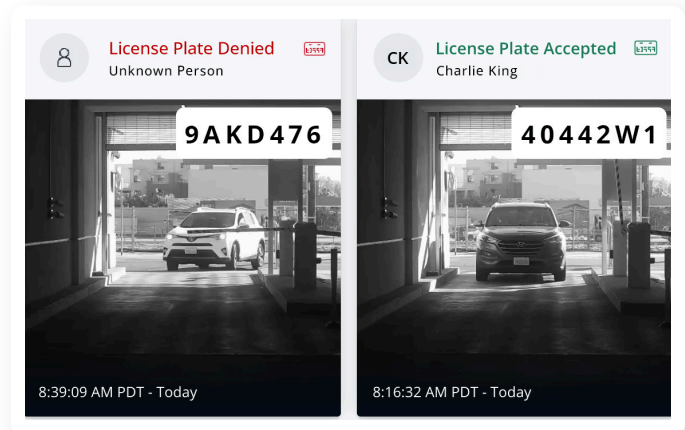 License Plate Denied
Unknown Person
9AKD476
8:39:09 AM PDT - Today
CK
License Plate Accepted
Charlie King
40442W1
8:16:32 AM PDT - Today